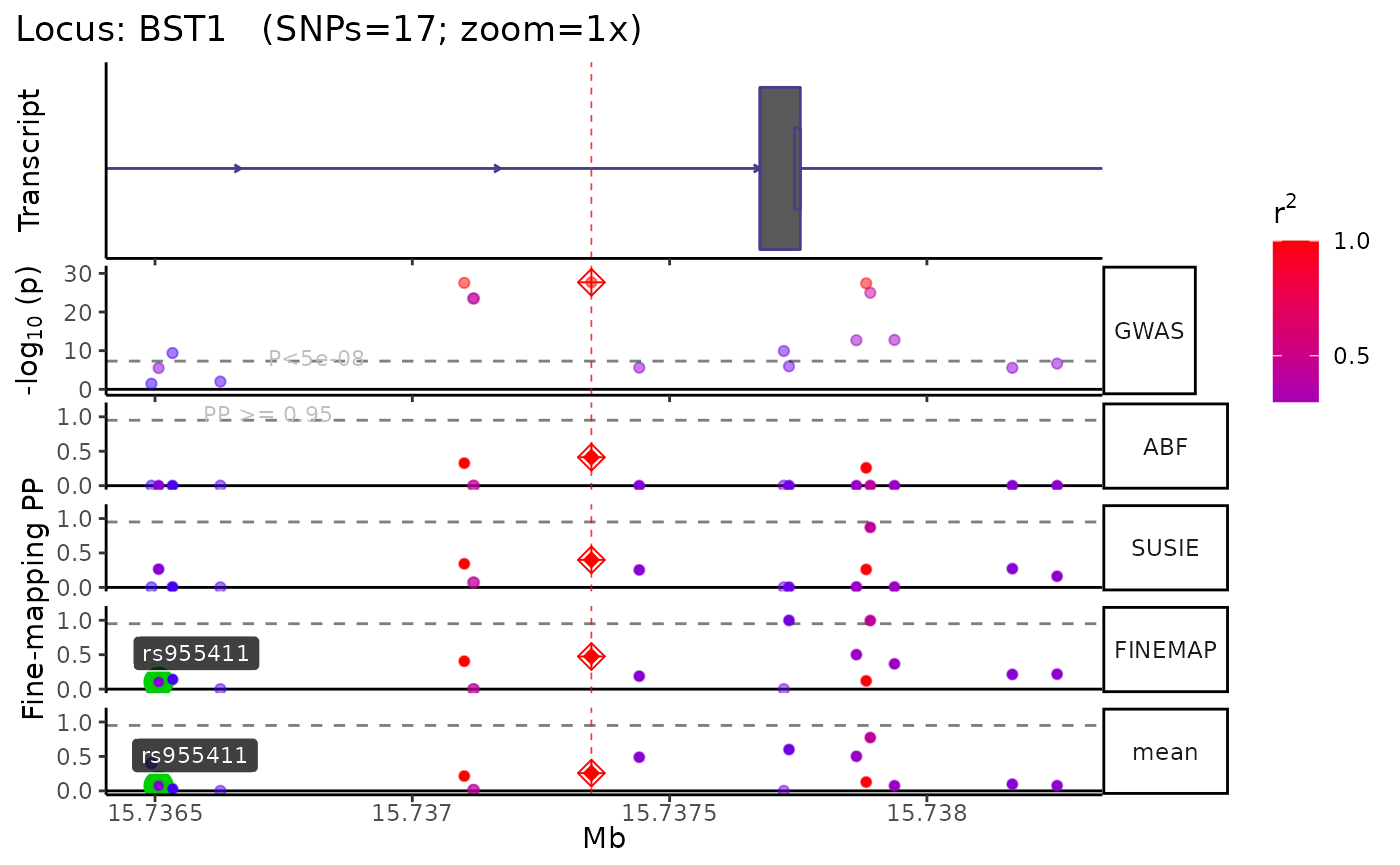 Locus: BST1 (SNPs=17; zoom=1x)
Transcript
r²
1.0
0.5
-log₁₀ (p)
30
20
10
0
P<5e-08
GWAS
Fine-mapping PP
1.0
0.5
0.0
PP >= 0.95
ABF
1.0
0.5
0.0
SUSIE
1.0
0.5
0.0
rs955411
FINEMAP
1.0
0.5
0.0
rs955411
mean
15.7365 15.737 15.7375 15.738
Mb